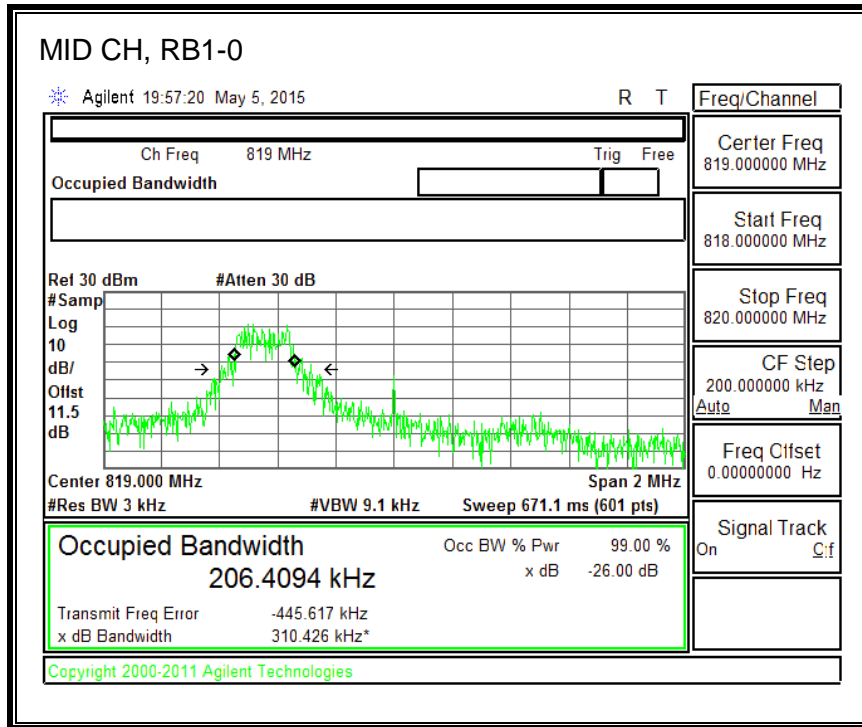 MID CH, RB1-0
Agilent 19:57:20 May 5, 2015 R T Freq/Channel
Ch Freq 819 MHz Trig Free
Occupied Bandwidth
Center Freq
819.000000 MHz
Start Freq
818.000000 MHz
Stop Freq
820.000000 MHz
CF Step
200.000000 kHz
Auto Man
Freq Offset
0.00000000 Hz
Signal Track
On Off
Ref 30 dBm #Atten 30 dB
#Samp
Log
10
dB/
Offst
11.5
dB
Center 819.000 MHz Span 2 MHz
#Res BW 3 kHz #VBW 9.1 kHz Sweep 671.1 ms (601 pts)
Occupied Bandwidth Occ BW % Pwr 99.00 %
206.4094 kHz x dB -26.00 dB
Transmit Freq Error -445.617 kHz
x dB Bandwidth 310.426 kHz*
Copyright 2000-2011 Agilent Technologies